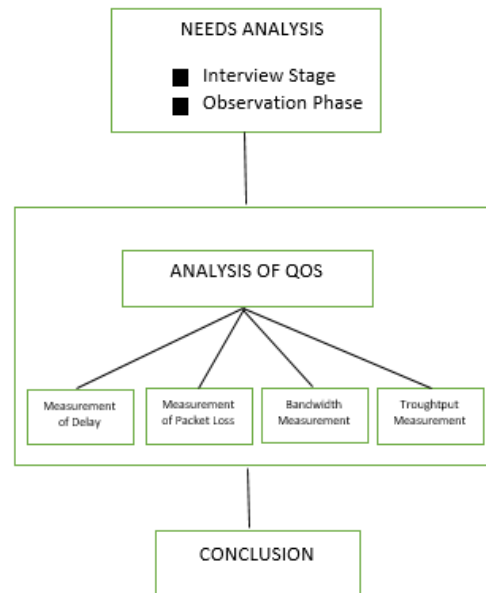 NEEDS ANALYSIS
Interview Stage
Observation Phase
ANALYSIS OF QOS
Measurement
of Delay
Measurement
of Packet Loss
Bandwidth
Measurement
Troughtput
Measurement
CONCLUSION